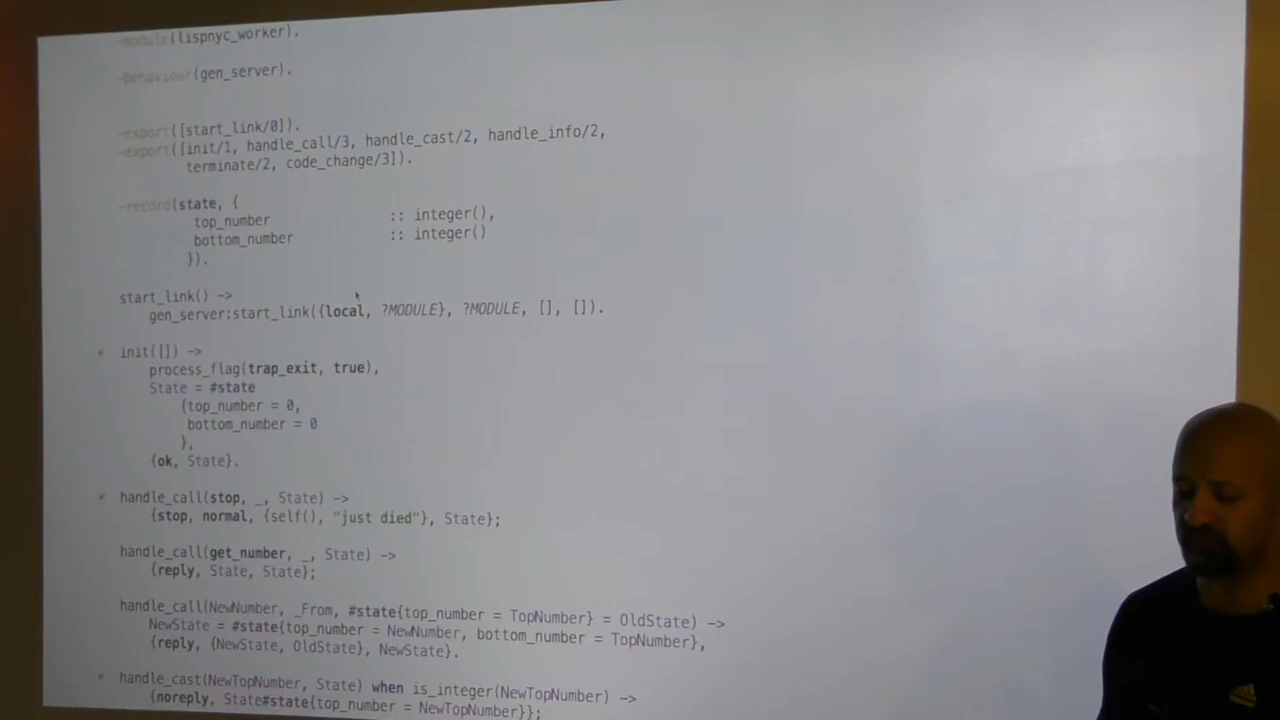 -module(lispnyc_worker).
-behaviour(gen_server).
-export([start_link/0]).
-export([init/1, handle_call/3, handle_cast/2, handle_info/2,
terminate/2, code_change/3]).
-record(state, {
top_number :: integer(),
bottom_number :: integer()
}).
start_link() ->
gen_server:start_link({local, ?MODULE}, ?MODULE, [], []).
init([]) ->
process_flag(trap_exit, true),
State = #state
{top_number = 0,
bottom_number = 0
},
{ok, State}.
handle_call(stop, _, State) ->
{stop, normal, {self(), "just died"}, State};
handle_call(get_number, _, State) ->
{reply, State, State};
handle_call(NewNumber, _From, #state{top_number = TopNumber} = OldState) ->
NewState = #state{top_number = NewNumber, bottom_number = TopNumber},
{reply, {NewState, OldState}, NewState}.
handle_cast(NewTopNumber, State) when is_integer(NewTopNumber) ->
{noreply, State#state{top_number = NewTopNumber}};